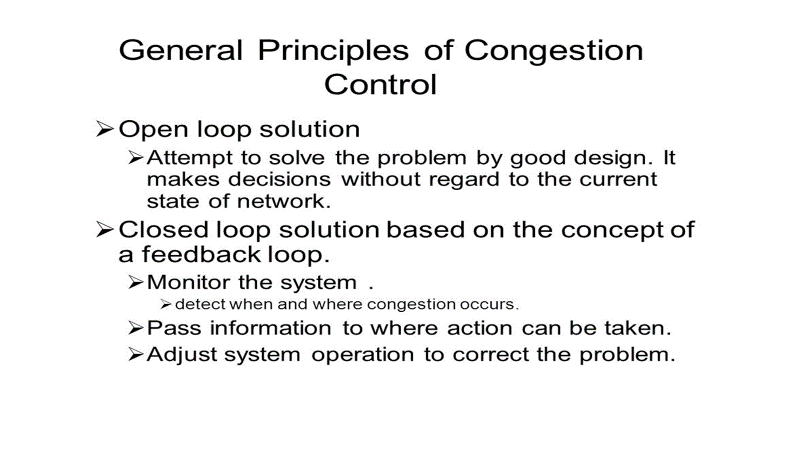 General Principles of Congestion
Control
➢Open loop solution
➢Attempt to solve the problem by good design. It
makes decisions without regard to the current
state of network.
➢Closed loop solution based on the concept of
a feedback loop.
➢Monitor the system .
➢detect when and where congestion occurs.
➢Pass information to where action can be taken.
➢Adjust system operation to correct the problem.